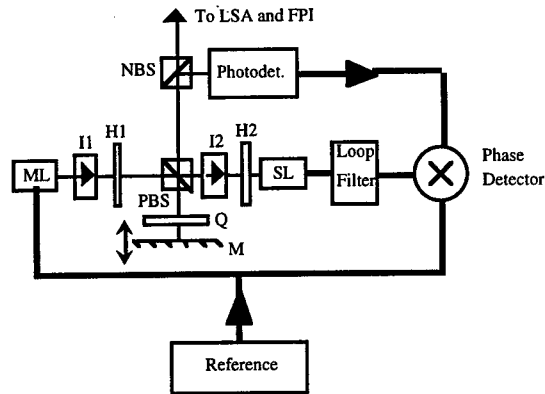 To LSA and FPI
NBS
Photodet.
I1
H1
I2
H2
ML
PBS
SL
Loop
Filter
Phase
Detector
Q
M
Reference